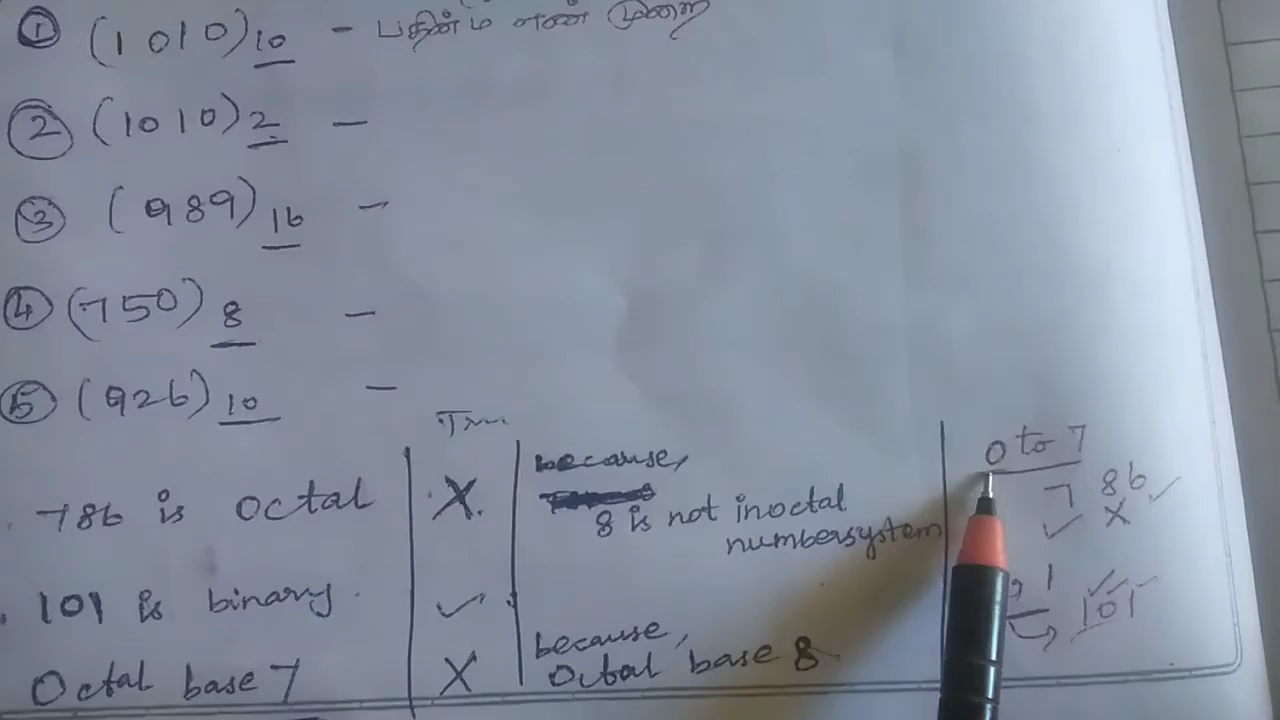 ① (1010)10 - பதின்ம எண் முறை
② (1010)2 -
③ (989)16 -
④ (750)8 -
⑤ (926)10 -
786 is octal X because,
8 is not in octal
numbersystem
0 to 7
7 86 ✓
✓ X
101 is binary. ✓
, 1
101
Octal base 7 X because,
Octal base 8